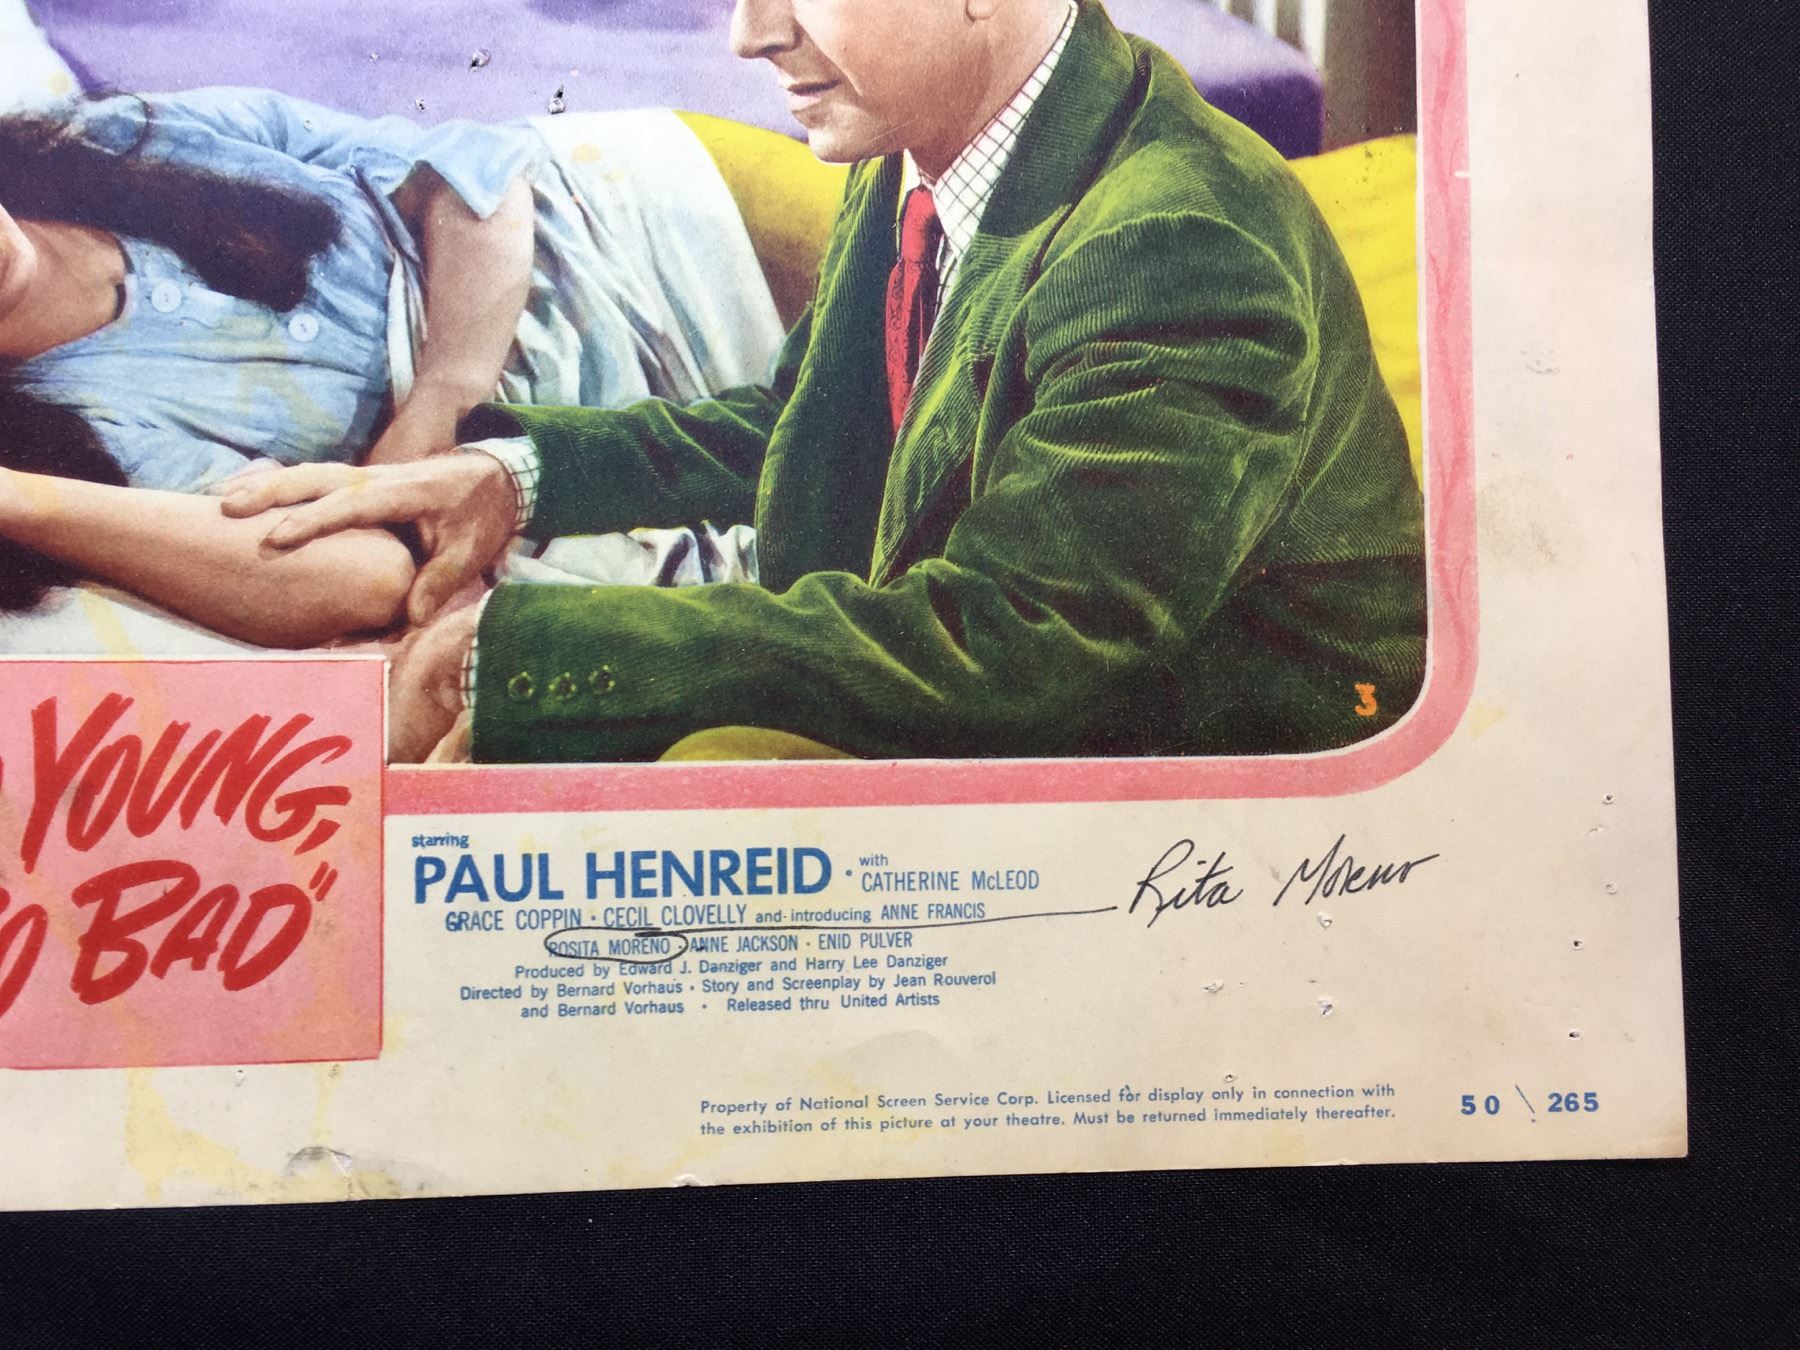 3
YOUNG,
SO BAD"
starring
PAUL HENREID · with CATHERINE McLEOD
GRACE COPPIN · CECIL CLOVELLY and introducing ANNE FRANCIS
ROSITA MORENO · ANNE JACKSON · ENID PULVER
Produced by Edward J. Danziger and Harry Lee Danziger
Directed by Bernard Vorhaus · Story and Screenplay by Jean Rouverol
and Bernard Vorhaus · Released thru United Artists
Rita Moreno
Property of National Screen Service Corp. Licensed for display only in connection with
the exhibition of this picture at your theatre. Must be returned immediately thereafter.
50 \ 265